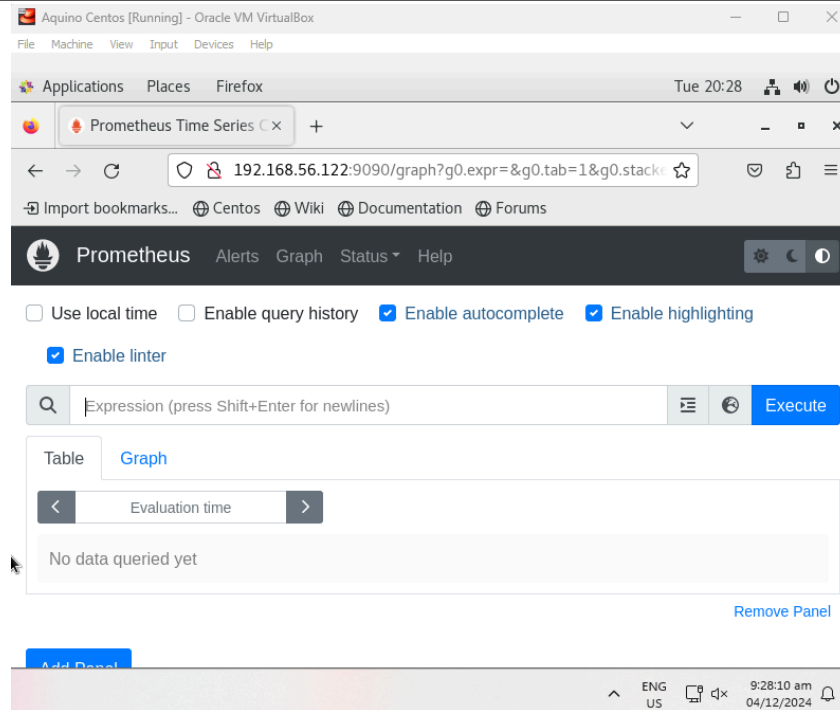 Aquino Centos [Running] - Oracle VM VirtualBox
File Machine View Input Devices Help
Applications Places Firefox Tue 20:28
Prometheus Time Series C
192.168.56.122:9090/graph?g0.expr=&g0.tab=1&g0.stacke
Import bookmarks... Centos Wiki Documentation Forums
Prometheus Alerts Graph Status Help
Use local time Enable query history Enable autocomplete Enable highlighting
Enable linter
Expression (press Shift+Enter for newlines) Execute
Table Graph
Evaluation time
No data queried yet
Remove Panel
Add Panel
ENG 9:28:10 am
US 04/12/2024